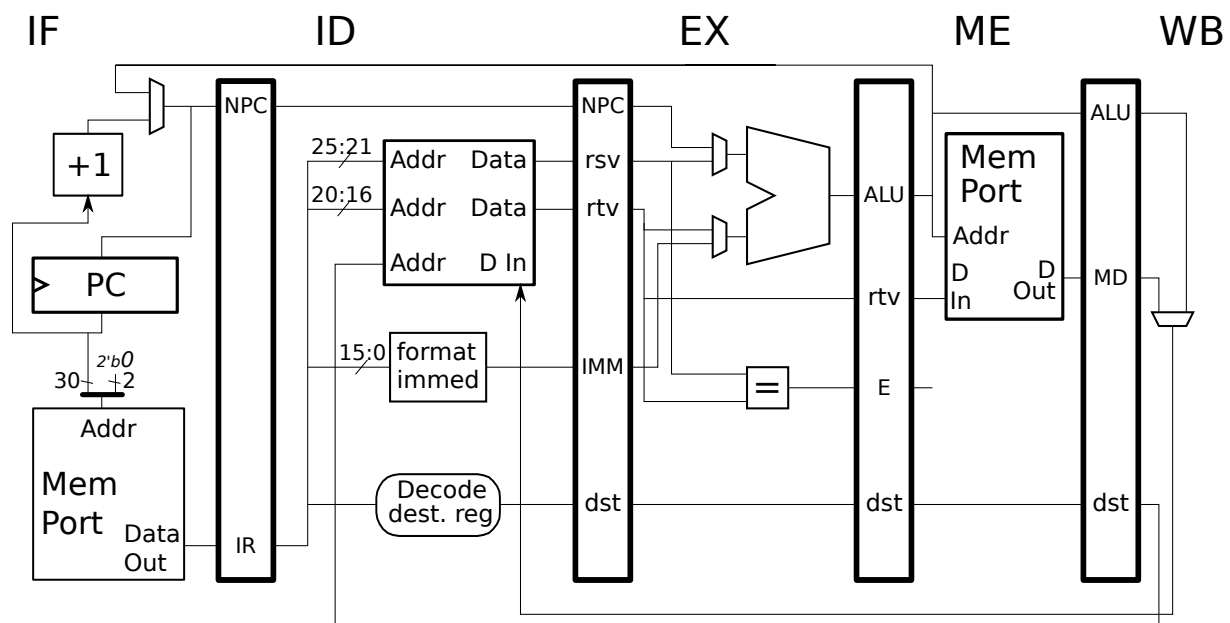 IF ID EX ME WB
NPC NPC ALU
+1
25:21 Addr Data rsv
20:16 Addr Data rtv
Addr D In
ALU
Mem
Port
Addr
D
In
D
Out
MD
PC
rtv
15:0
format
immed
IMM
2'b0
30 2
=
E
Addr
Mem
Port
Data
Out
IR
Decode
dest. reg
dst dst dst